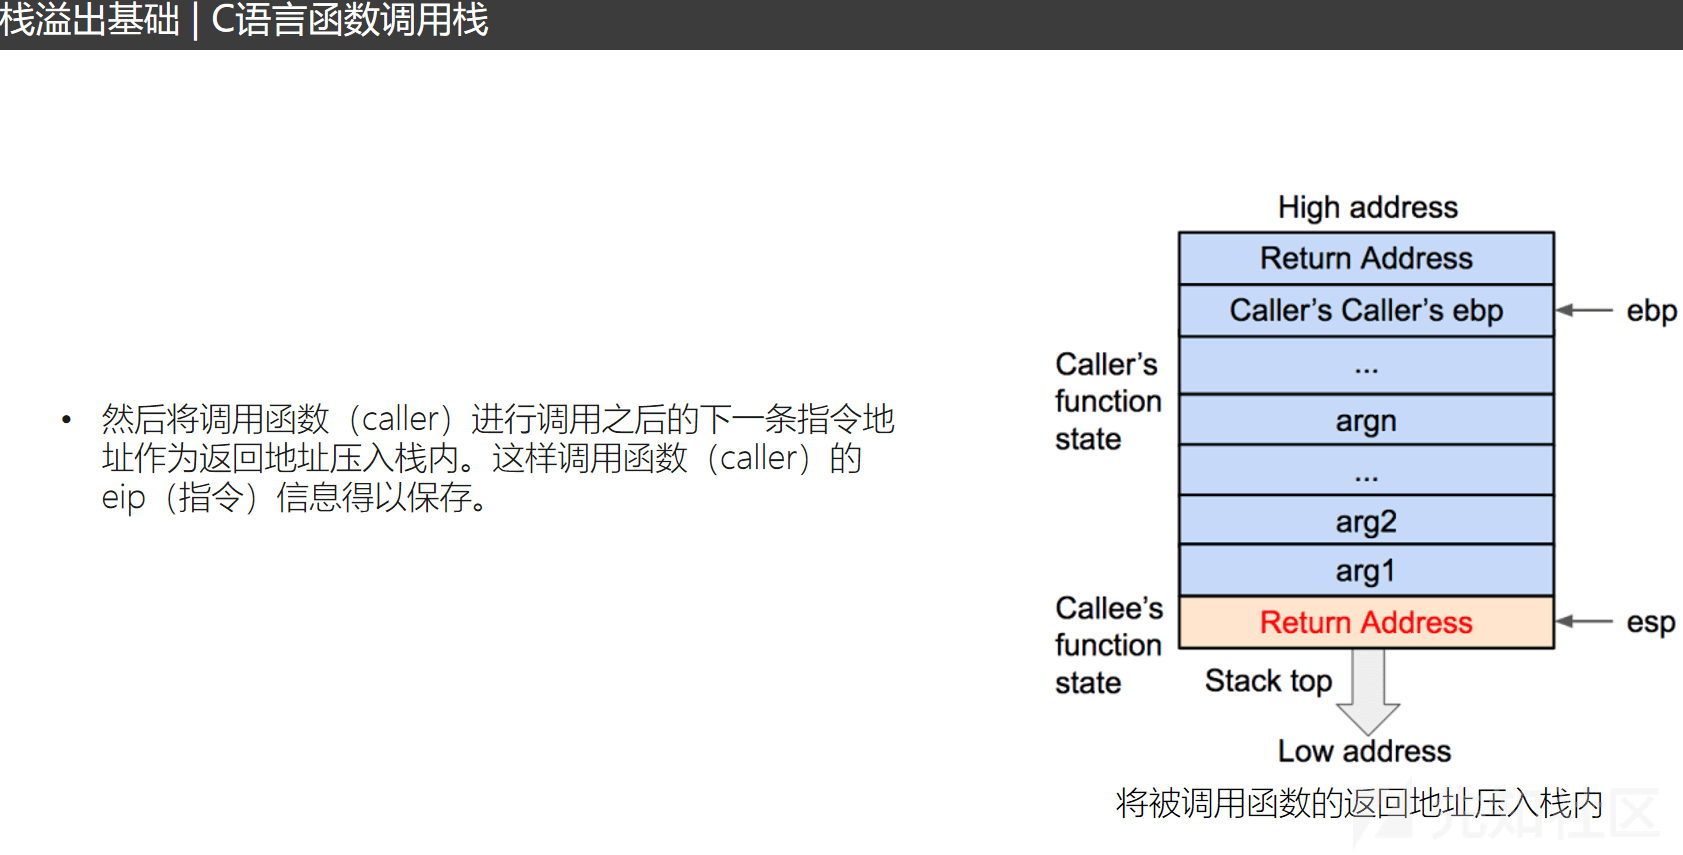 栈溢出基础 | C语言函数调用栈
• 然后将调用函数（caller）进行调用之后的下一条指令地
址作为返回地址压入栈内。这样调用函数（caller）的
eip（指令）信息得以保存。
High address
Return Address
Caller's Caller's ebp
ebp
...
Caller's
function
state
argn
...
arg2
arg1
Callee's
function
state
Return Address
esp
Stack top
Low address
将被调用函数的返回地址压入栈内
先知社区